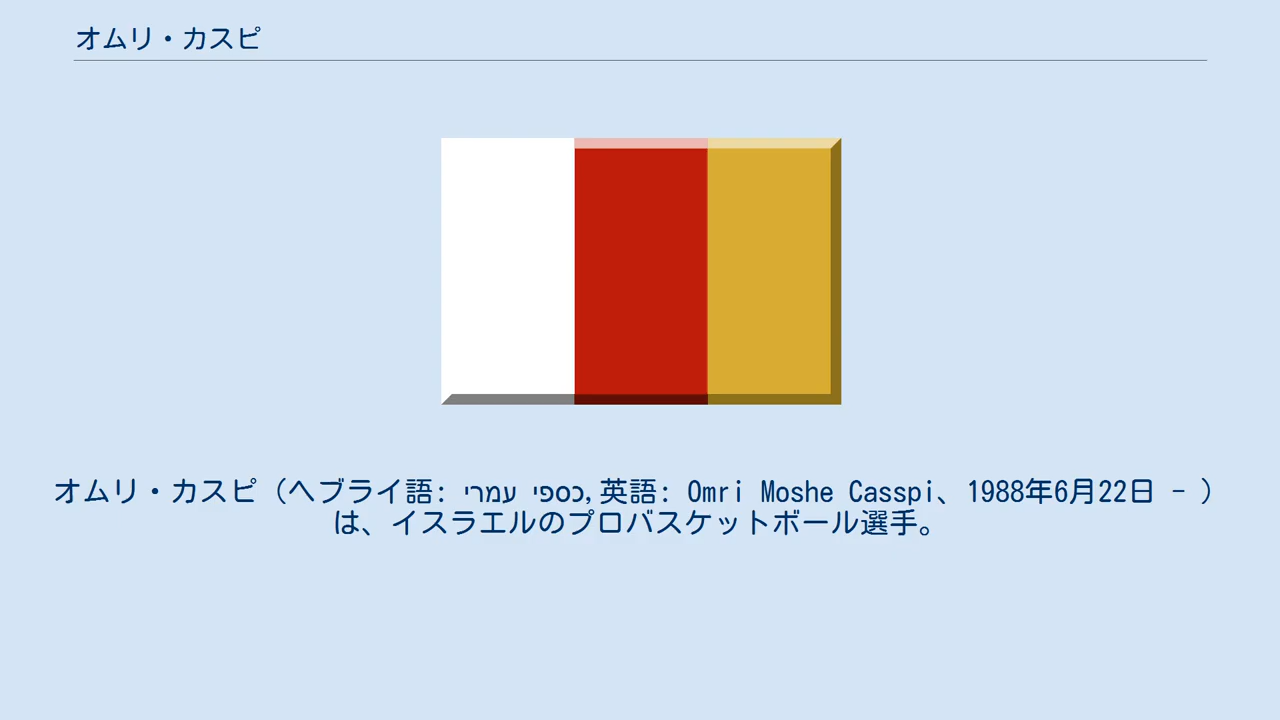 オムリ・カスピ
オムリ・カスピ（ヘブライ語: כספי עמרי, 英語: Omri Moshe Casspi、1988年6月22日 - ）
は、イスラエルのプロバスケットボール選手。